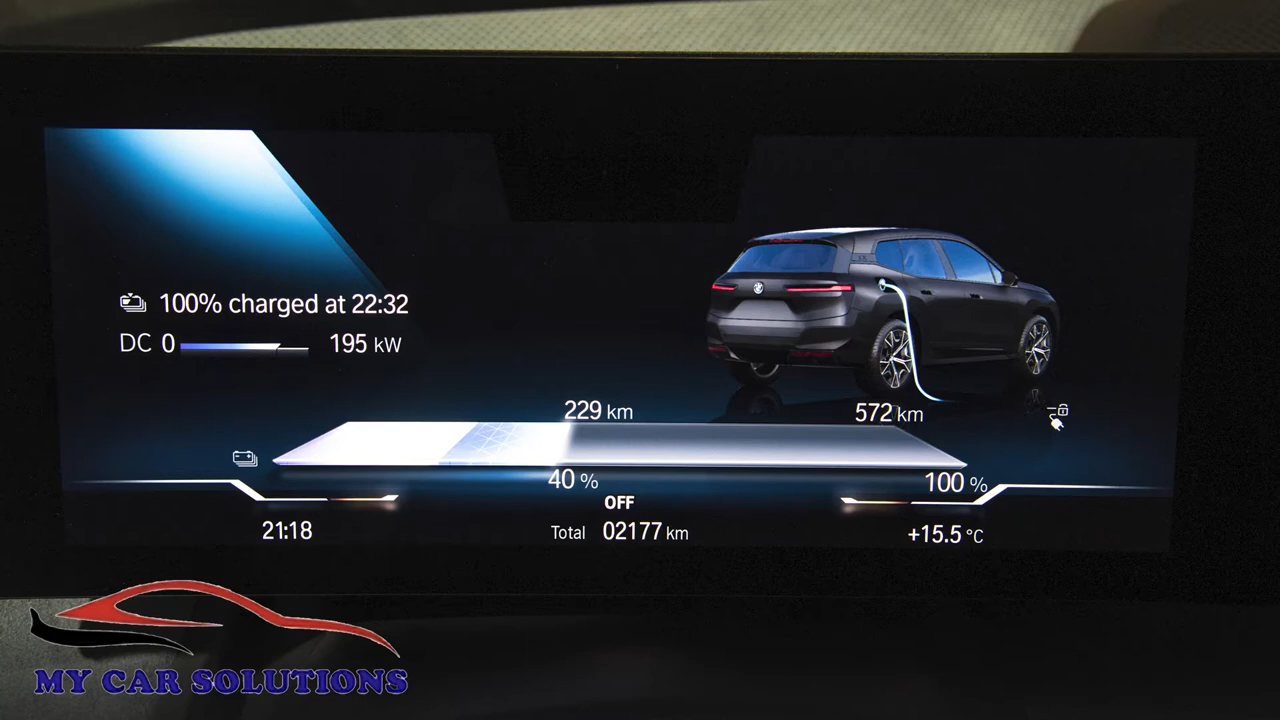 100% charged at 22:32
DC 0 195 kW
229 km 572 km
40 % 100 %
OFF
21:18 Total 02177 km +15.5 °C
MY CAR SOLUTIONS